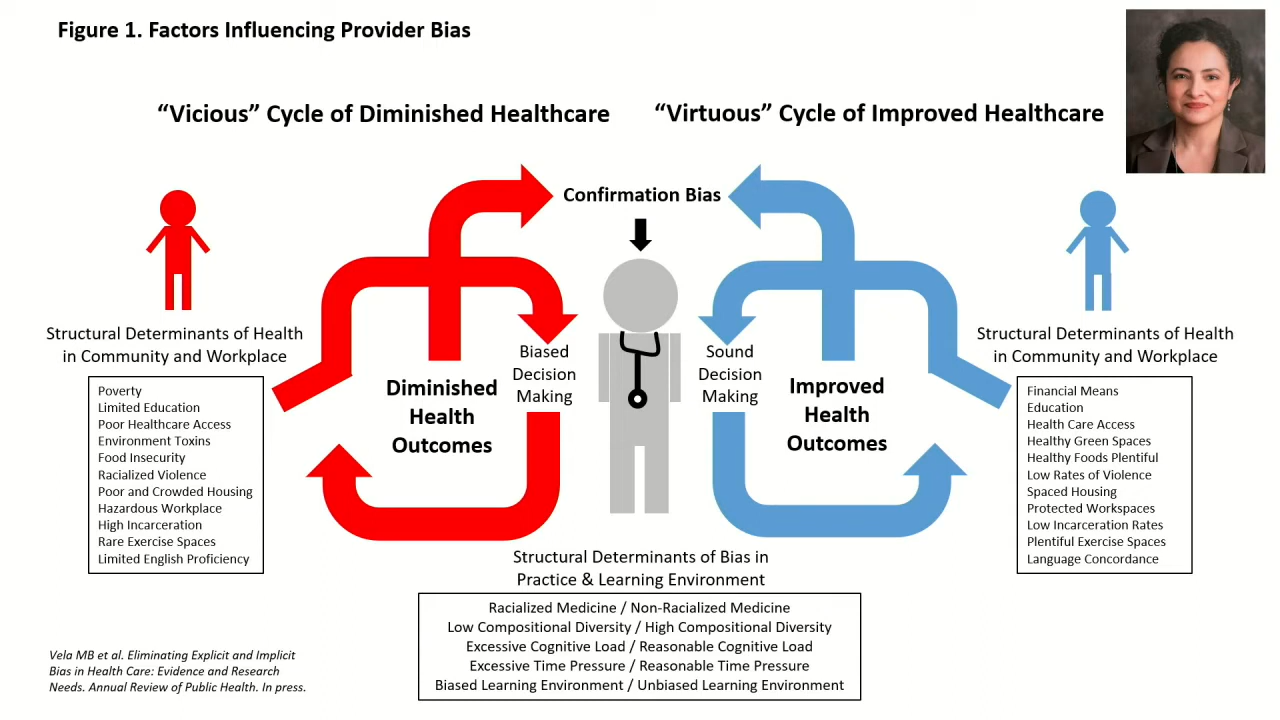 Figure 1. Factors Influencing Provider Bias
“Vicious” Cycle of Diminished Healthcare
“Virtuous” Cycle of Improved Healthcare
Confirmation Bias
Structural Determinants of Health
in Community and Workplace
Poverty
Limited Education
Poor Healthcare Access
Environment Toxins
Food Insecurity
Racialized Violence
Poor and Crowded Housing
Hazardous Workplace
High Incarceration
Rare Exercise Spaces
Limited English Proficiency
Diminished
Health
Outcomes
Biased
Decision
Making
Sound
Decision
Making
Improved
Health
Outcomes
Structural Determinants of Health
in Community and Workplace
Financial Means
Education
Health Care Access
Healthy Green Spaces
Healthy Foods Plentiful
Low Rates of Violence
Spaced Housing
Protected Workspaces
Low Incarceration Rates
Plentiful Exercise Spaces
Language Concordance
Structural Determinants of Bias in
Practice & Learning Environment
Racialized Medicine / Non-Racialized Medicine
Low Compositional Diversity / High Compositional Diversity
Excessive Cognitive Load / Reasonable Cognitive Load
Excessive Time Pressure / Reasonable Time Pressure
Biased Learning Environment / Unbiased Learning Environment
Vela MB et al. Eliminating Explicit and Implicit
Bias in Health Care: Evidence and Research
Needs. Annual Review of Public Health. In press.